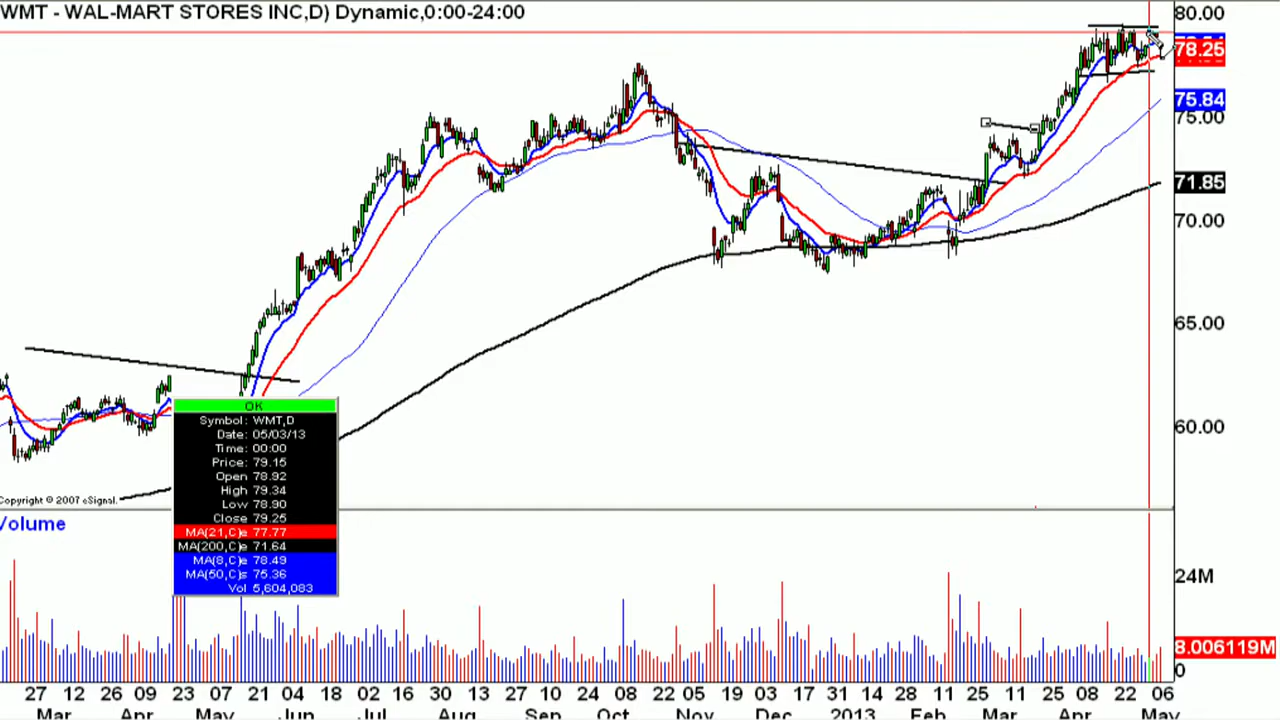 WMT - WAL-MART STORES INC,D) Dynamic,0:00-24:00
80.00
78.25
75.84
75.00
71.85
70.00
65.00
60.00
OK
Symbol: WMT,D
Date: 05/03/13
Time: 00:00
Price: 79.15
Open 78.92
High 79.34
Low 78.90
Close 79.25
MA(21,C)e 77.77
MA(200,C)e 71.64
MA(8,C)e 78.49
MA(50,C)s 75.36
Vol 5,604,083
Copyright © 2007 eSignal.
Volume
24M
8.006119M
0
27 12 26 09 23 07 21 04 18 02 16 30 13 27 10 24 08 22 05 19 03 17 31 14 28 11 25 11 25 08 22 06
Mar Apr May Jun Jul Aug Sep Oct Nov Dec 2013 Feb Mar Apr May